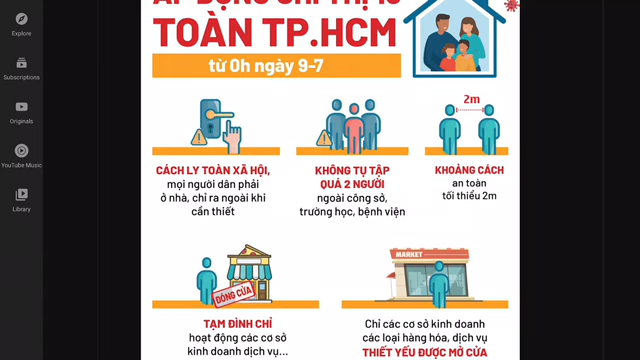 Explore
Subscriptions
Originals
YouTube Music
Library
TOÀN TP.HCM
từ 0h ngày 9-7
2m
CÁCH LY TOÀN XÃ HỘI,
mọi người dân phải
ở nhà, chỉ ra ngoài khi
cần thiết
KHÔNG TỤ TẬP
QUÁ 2 NGƯỜI
ngoài công sở,
trường học, bệnh viện
KHOẢNG CÁCH
an toàn
tối thiểu 2m
ĐÓNG CỬA
MARKET
TẠM ĐÌNH CHỈ
hoạt động các cơ sở
kinh doanh dịch vụ...
Chỉ các cơ sở kinh doanh
các loại hàng hóa, dịch vụ
THIẾT YẾU ĐƯỢC MỞ CỬA